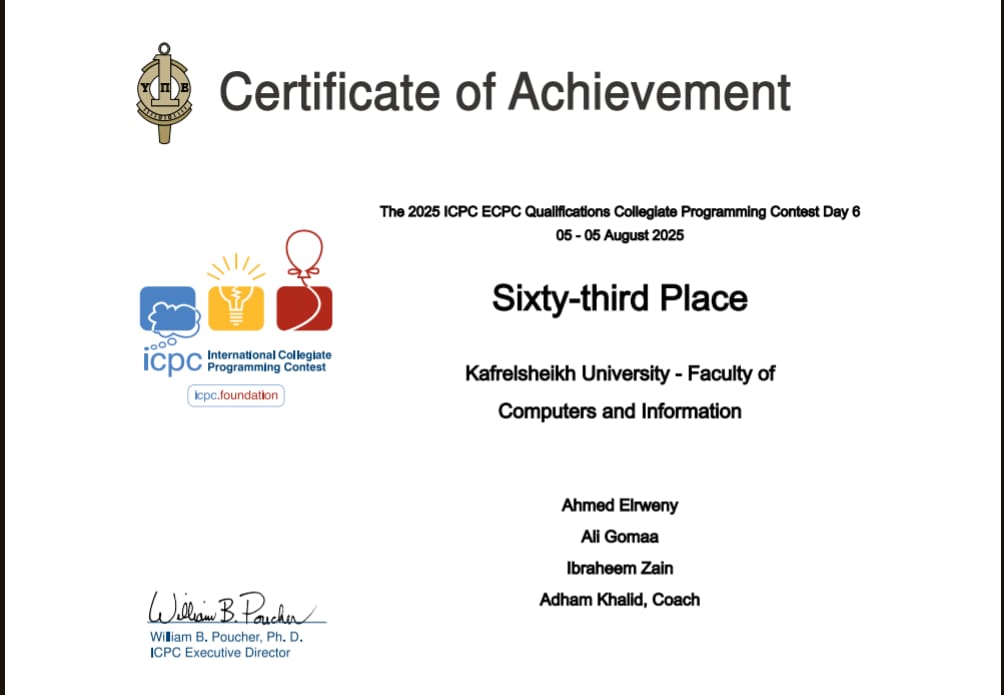 Certificate of Achievement
Υ Π Ε
The 2025 ICPC ECPC Qualifications Collegiate Programming Contest Day 6
05 - 05 August 2025
Sixty-third Place
Kafrelsheikh University - Faculty of
Computers and Information
icpc International Collegiate
Programming Contest
icpc.foundation
Ahmed Elrweny
Ali Gomaa
Ibraheem Zain
Adham Khalid, Coach
William B. Poucher
William B. Poucher, Ph. D.
ICPC Executive Director